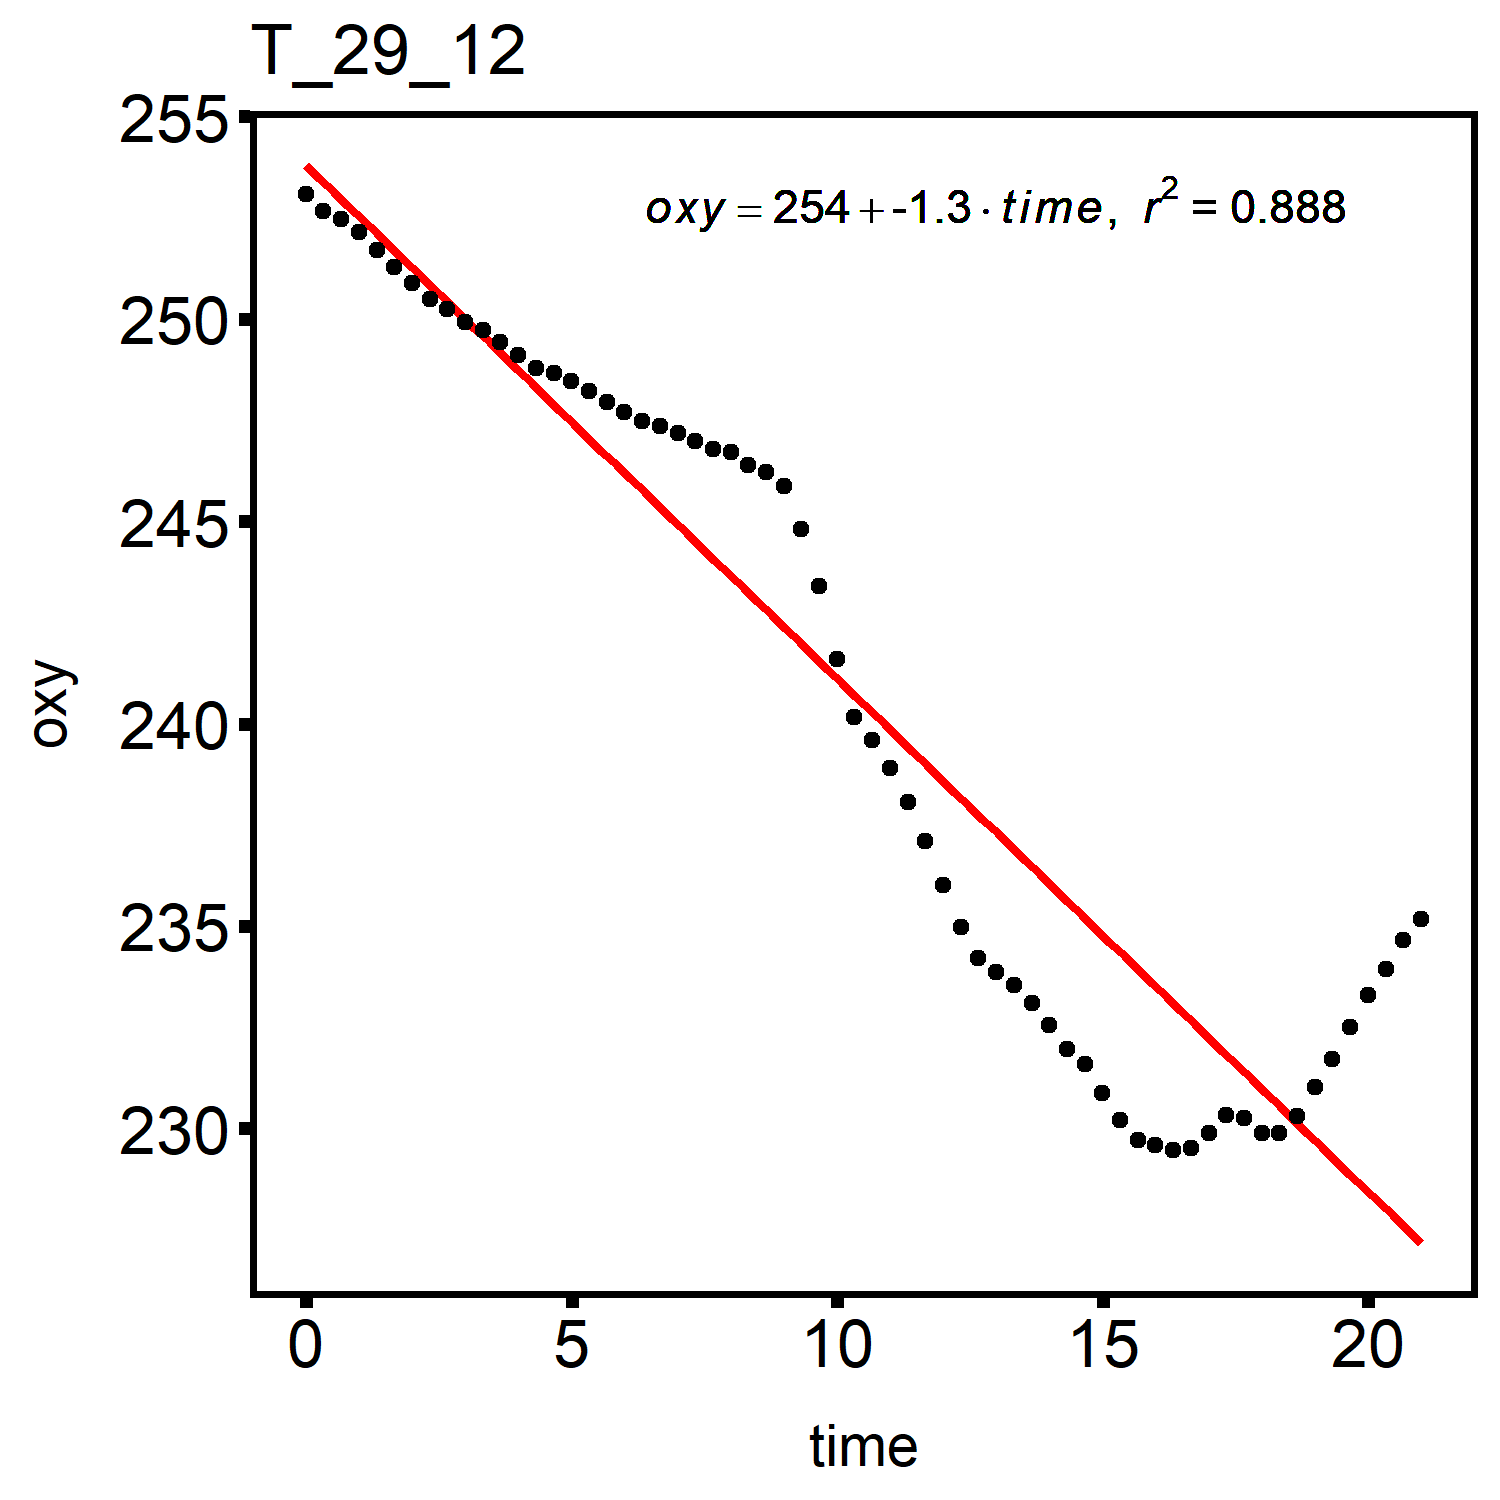 T_29_12
255
oxy = 254 + -1.3 · time, r² = 0.888
250
245
oxy
240
235
230
0 5 10 15 20
time